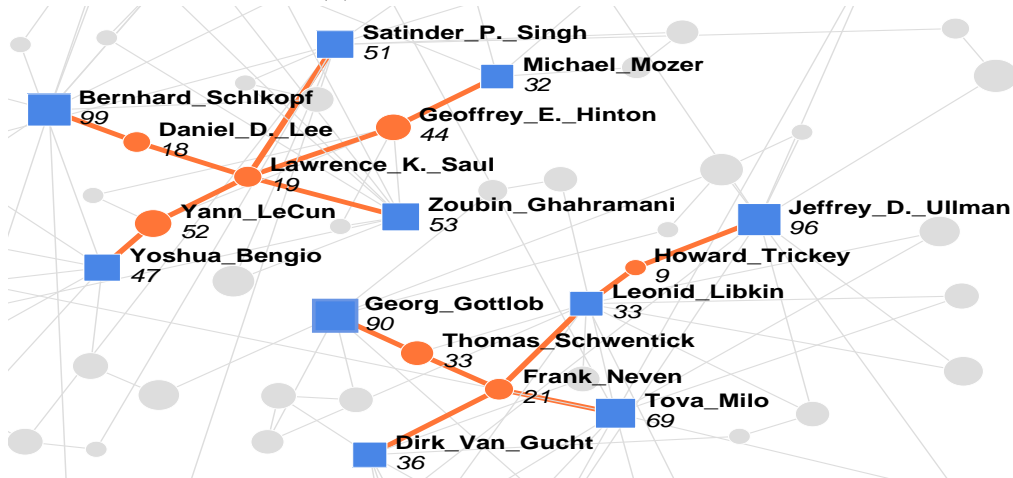 Satinder_P._Singh
51
Michael_Mozer
32
Bernhard_Schlkopf
99
Geoffrey_E._Hinton
44
Daniel_D._Lee
18
Lawrence_K._Saul
19
Yann_LeCun
52
Zoubin_Ghahramani
53
Jeffrey_D._Ullman
96
Yoshua_Bengio
47
Howard_Trickey
9
Leonid_Libkin
33
Georg_Gottlob
90
Thomas_Schwentick
33
Frank_Neven
21
Tova_Milo
69
Dirk_Van_Gucht
36